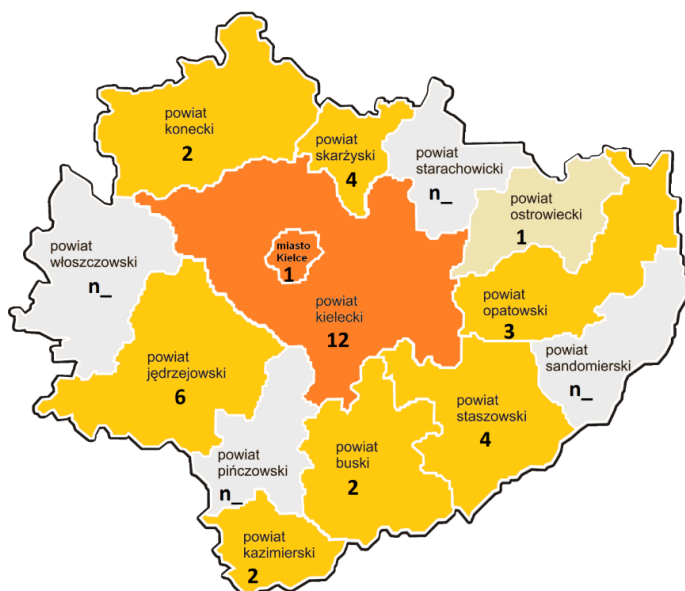 powiat
konecki
2
powiat
skarżyski
4
powiat
starachowicki
n_
powiat
ostrowiecki
1
powiat
włoszczowski
n_
miasto
Kielce
1
powiat
kielecki
12
powiat
opatowski
3
powiat
sandomierski
n_
powiat
jędrzejowski
6
powiat
staszowski
4
powiat
pińczowski
n_
powiat
buski
2
powiat
kazimierski
2